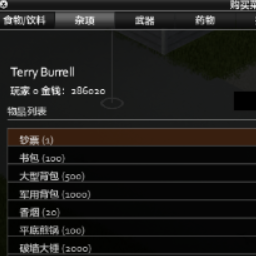 购买菜
食物/饮料 杂项 武器 药物
Terry Burrell
玩家 0 金钱: 286020
物品列表
钞票 (1)
书包 (100)
大型背包 (500)
军用背包 (1000)
香烟 (20)
平底煎锅 (100)
破墙大锤 (2000)